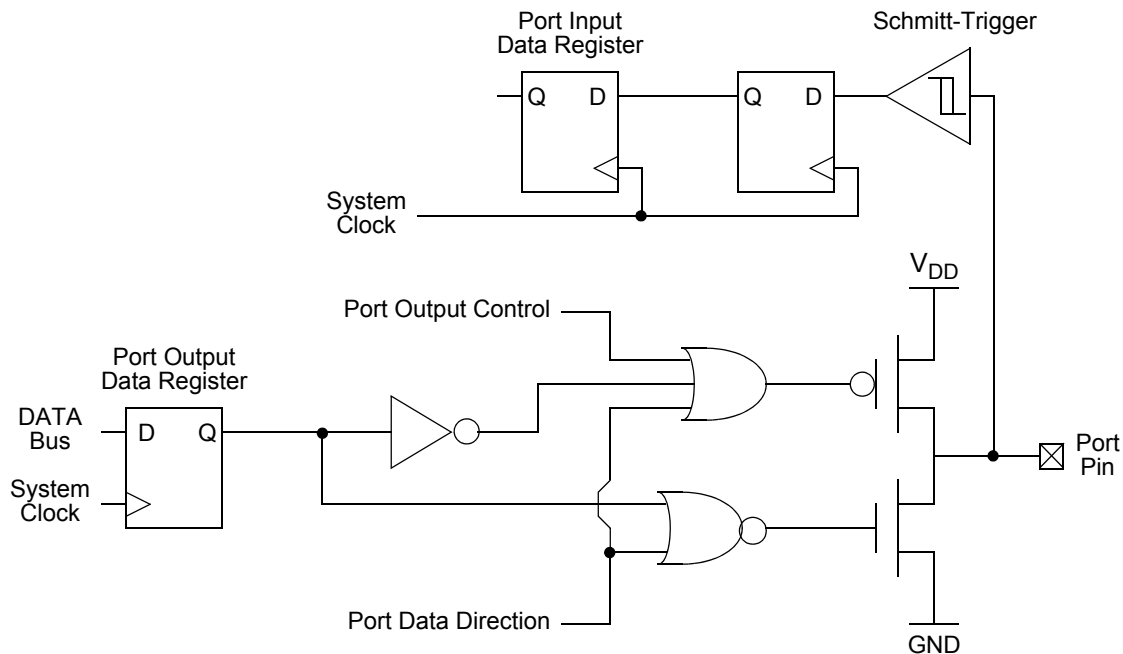 Port Input
Data Register
Schmitt-Trigger
Q D
Q D
System
Clock
VDD
Port Output Control
Port Output
Data Register
DATA
Bus
D Q
System
Clock
Port
Pin
Port Data Direction
GND